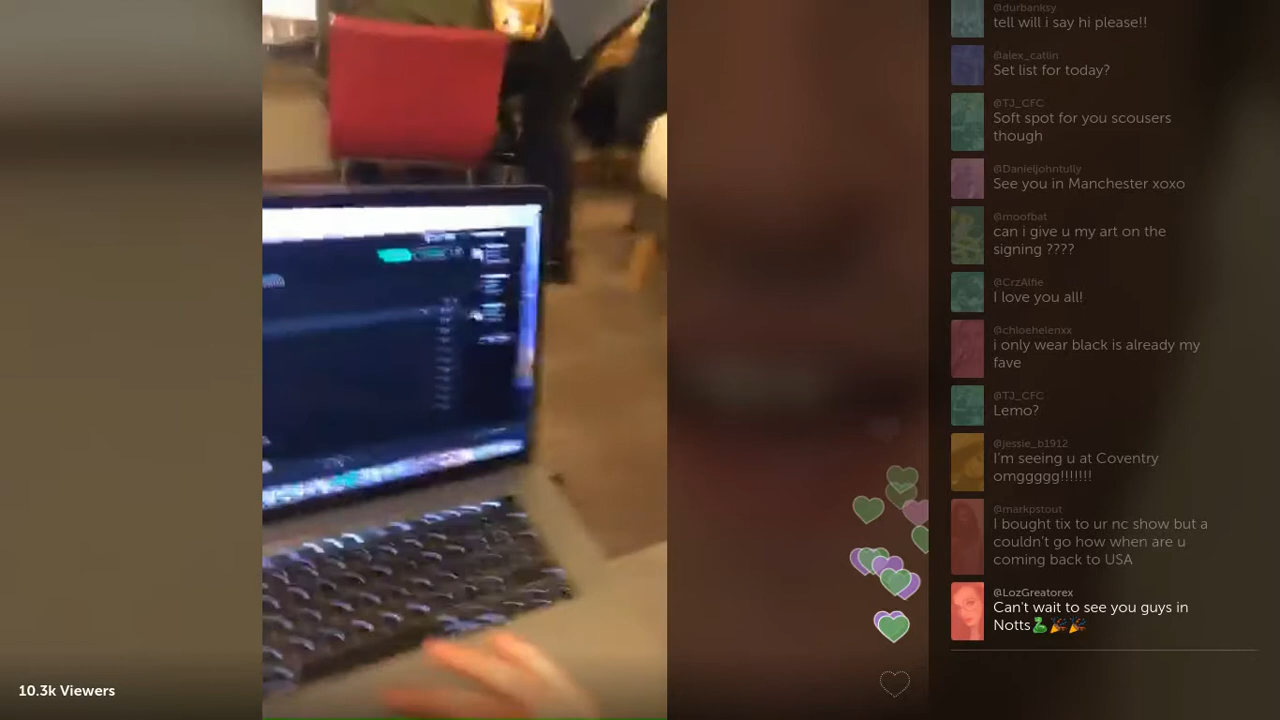 @durbanksy
tell will i say hi please!!
@alex_catlin
Set list for today?
@TJ_CFC
Soft spot for you scousers
though
@Danieljohntully
See you in Manchester xoxo
@moofbat
can i give u my art on the
signing ????
@CrzAlfie
I love you all!
@chloehelenxx
i only wear black is already my
fave
@TJ_CFC
Lemo?
@jessie_b1912
I'm seeing u at Coventry
omggggg!!!!!!!
@markpstout
I bought tix to ur nc show but a
couldn't go how when are u
coming back to USA
@LozGreatorex
Can't wait to see you guys in
Notts🐍🎉🎉
10.3k Viewers